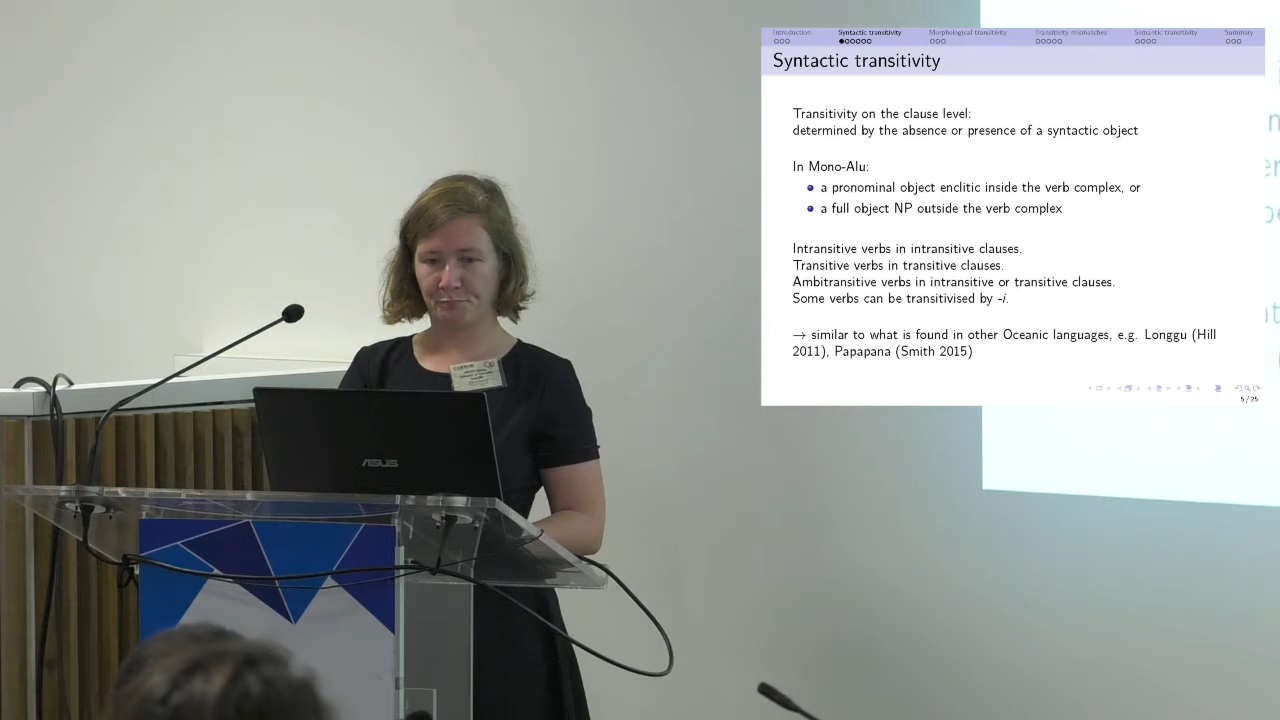 Introduction Syntactic transitivity Morphological transitivity Transitivity mismatches Semantic transitivity Summary
Syntactic transitivity
Transitivity on the clause level:
determined by the absence or presence of a syntactic object
In Mono-Alu:
a pronominal object enclitic inside the verb complex, or
a full object NP outside the verb complex
Intransitive verbs in intransitive clauses.
Transitive verbs in transitive clauses.
Ambitransitive verbs in intransitive or transitive clauses.
Some verbs can be transitivised by -i.
→ similar to what is found in other Oceanic languages, e.g. Longgu (Hill
2011), Papapana (Smith 2015)
5/25
ASUS